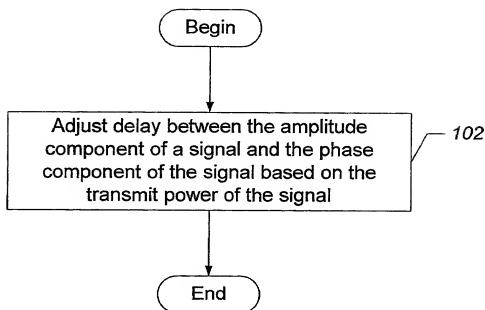 Begin
Adjust delay between the amplitude
component of a signal and the phase
component of the signal based on the
transmit power of the signal
102
End